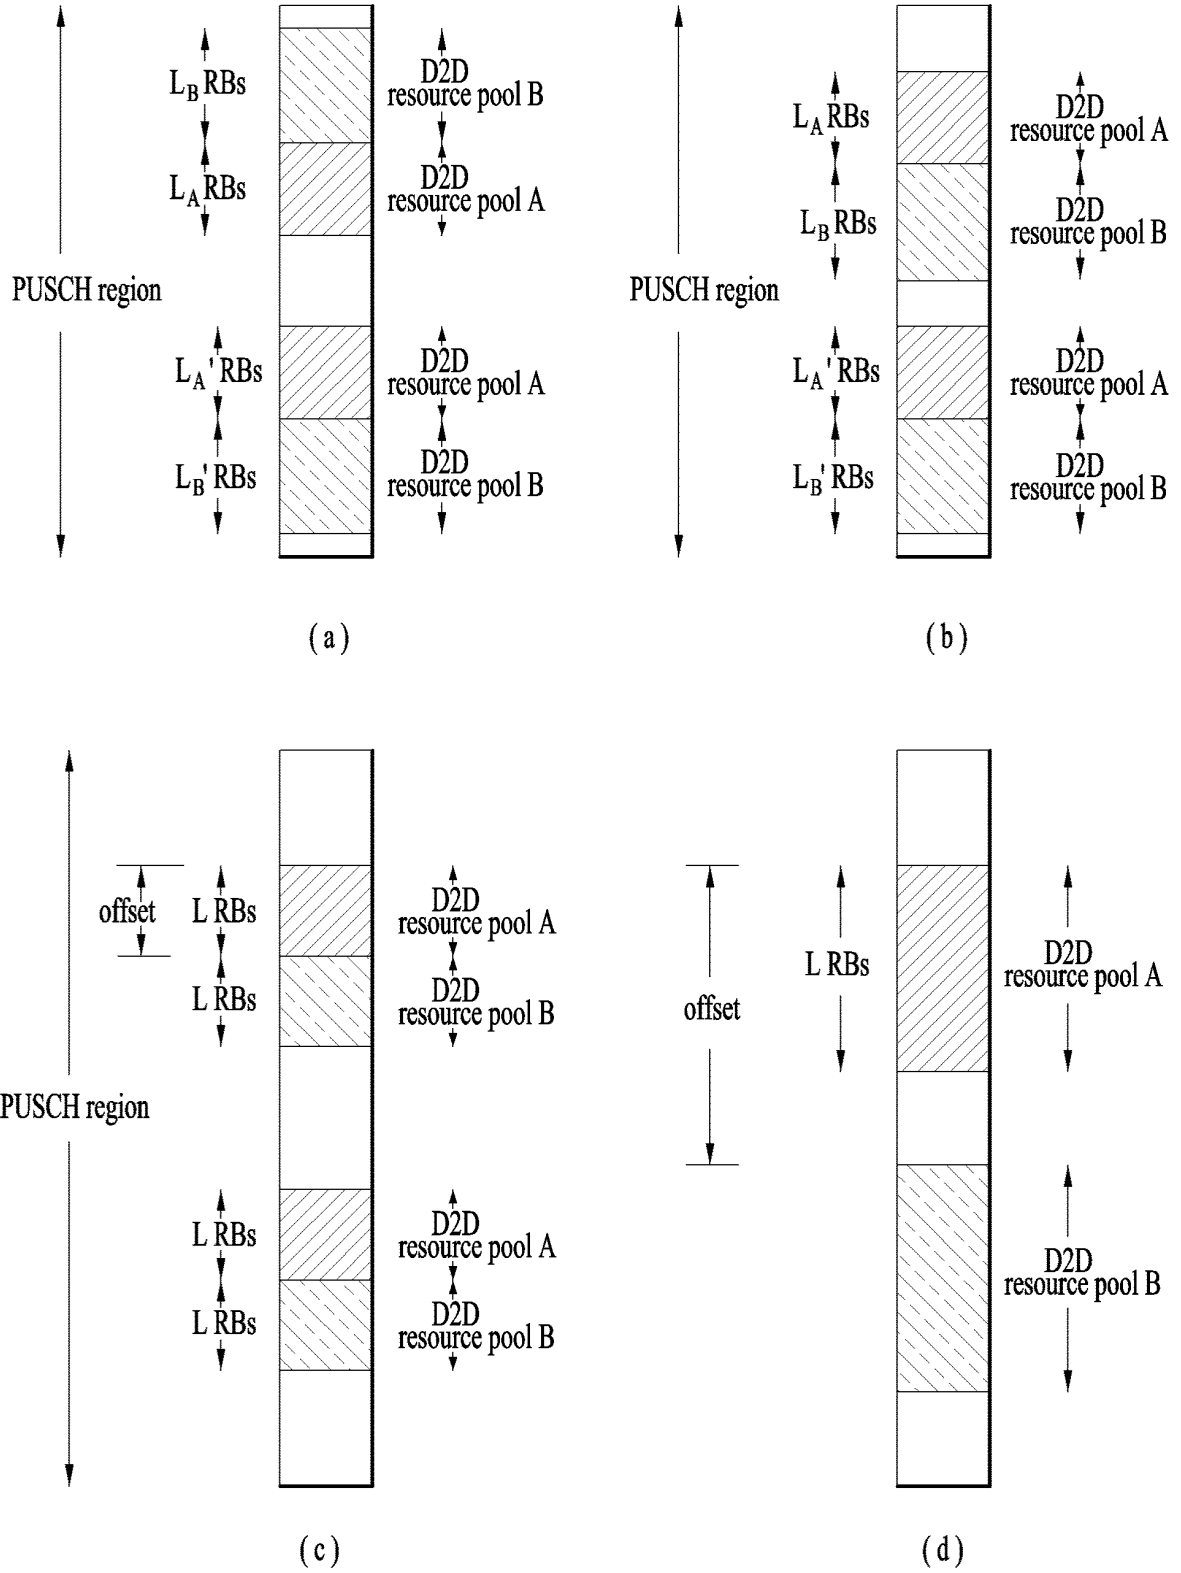 PUSCH region
L_B RBs
D2D
resource pool B
L_A RBs
D2D
resource pool A
L_A' RBs
D2D
resource pool A
L_B' RBs
D2D
resource pool B
(a)
PUSCH region
L_A RBs
D2D
resource pool A
L_B RBs
D2D
resource pool B
L_A' RBs
D2D
resource pool A
L_B' RBs
D2D
resource pool B
(b)
PUSCH region
offset
L RBs
D2D
resource pool A
L RBs
D2D
resource pool B
L RBs
D2D
resource pool A
L RBs
D2D
resource pool B
(c)
offset
L RBs
D2D
resource pool A
D2D
resource pool B
(d)